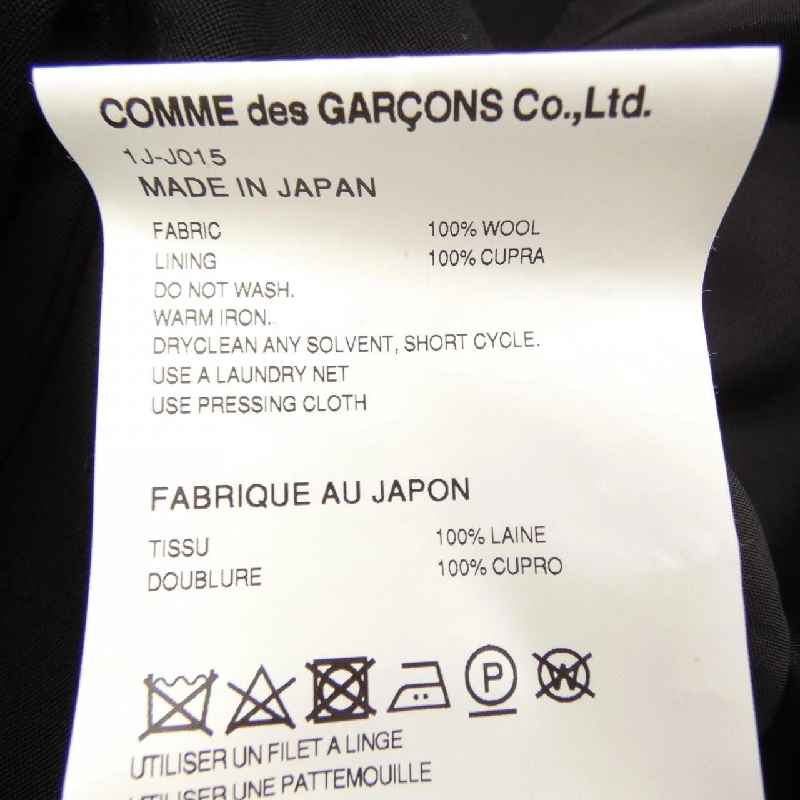 COMME des GARÇONS Co.,Ltd.
1J-J015
MADE IN JAPAN
FABRIC 100% WOOL
LINING 100% CUPRA
DO NOT WASH.
WARM IRON.
DRYCLEAN ANY SOLVENT, SHORT CYCLE.
USE A LAUNDRY NET
USE PRESSING CLOTH
FABRIQUE AU JAPON
TISSU 100% LAINE
DOUBLURE 100% CUPRO
P W
UTILISER UN FILET A LINGE
UTILISER UNE PATTEMOUILLE